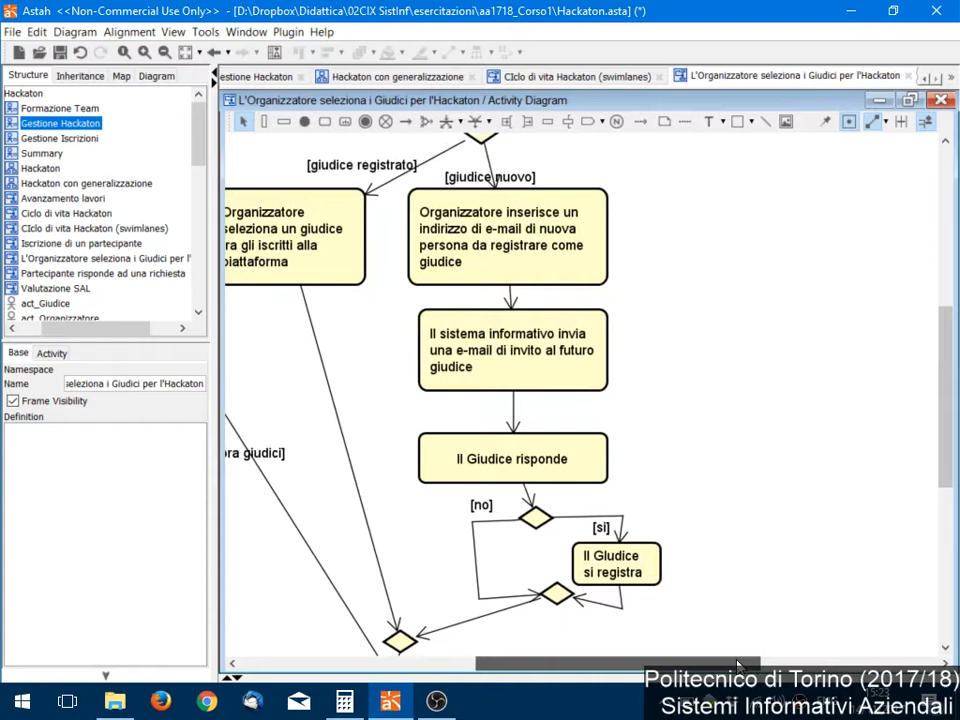 Astah <<Non-Commercial Use Only>> - [D:\Dropbox\Didattica\02CIX SistInf\esercitazioni\aa1718_Corso1\Hackaton.asta] (*)
File Edit Diagram Alignment View Tools Window Plugin Help
Structure Inheritance Map Diagram
estione Hackaton
Hackaton con generalizzazione
CIclo di vita Hackaton (swimlanes)
L'Organizzatore seleziona i Giudici per l'Hackaton
Hackaton
Formazione Team
Gestione Hackaton
Gestione Iscrizioni
Summary
Hackaton
Hackaton con generalizzazione
Avanzamento lavori
Ciclo di vita Hackaton
CIclo di vita Hackaton (swimlanes)
Iscrizione di un partecipante
L'Organizzatore seleziona i Giudici per l'
Partecipante risponde ad una richiesta
Valutazione SAL
act_Giudice
act_Organizzatore
Base Activity
Namespace
Name seleziona i Giudici per l'Hackaton
Frame Visibility
Definition
L'Organizzatore seleziona i Giudici per l'Hackaton / Activity Diagram
[giudice registrato]
[giudice nuovo]
Organizzatore
seleziona un giudice
ra gli iscritti alla
piattaforma
Organizzatore inserisce un
indirizzo di e-mail di nuova
persona da registrare come
giudice
Il sistema informativo invia
una e-mail di invito al futuro
giudice
ora giudici]
Il Giudice risponde
[no]
[si]
Il GIudice
si registra
Politecnico di Torino (2017/18)
Sistemi Informativi Aziendali
5:23